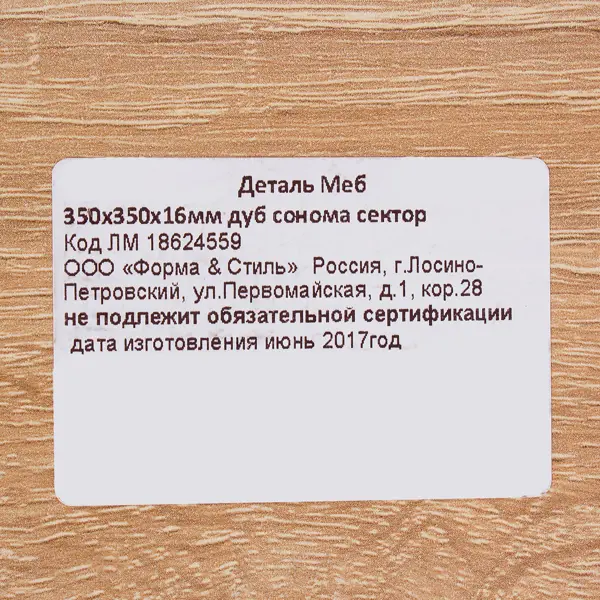 Деталь Меб
350х350х16мм дуб сонома сектор
Код ЛМ 18624559
ООО «Форма & Стиль» Россия, г.Лосино-
Петровский, ул.Первомайская, д.1, кор.28
не подлежит обязательной сертификации
дата изготовления июнь 2017год